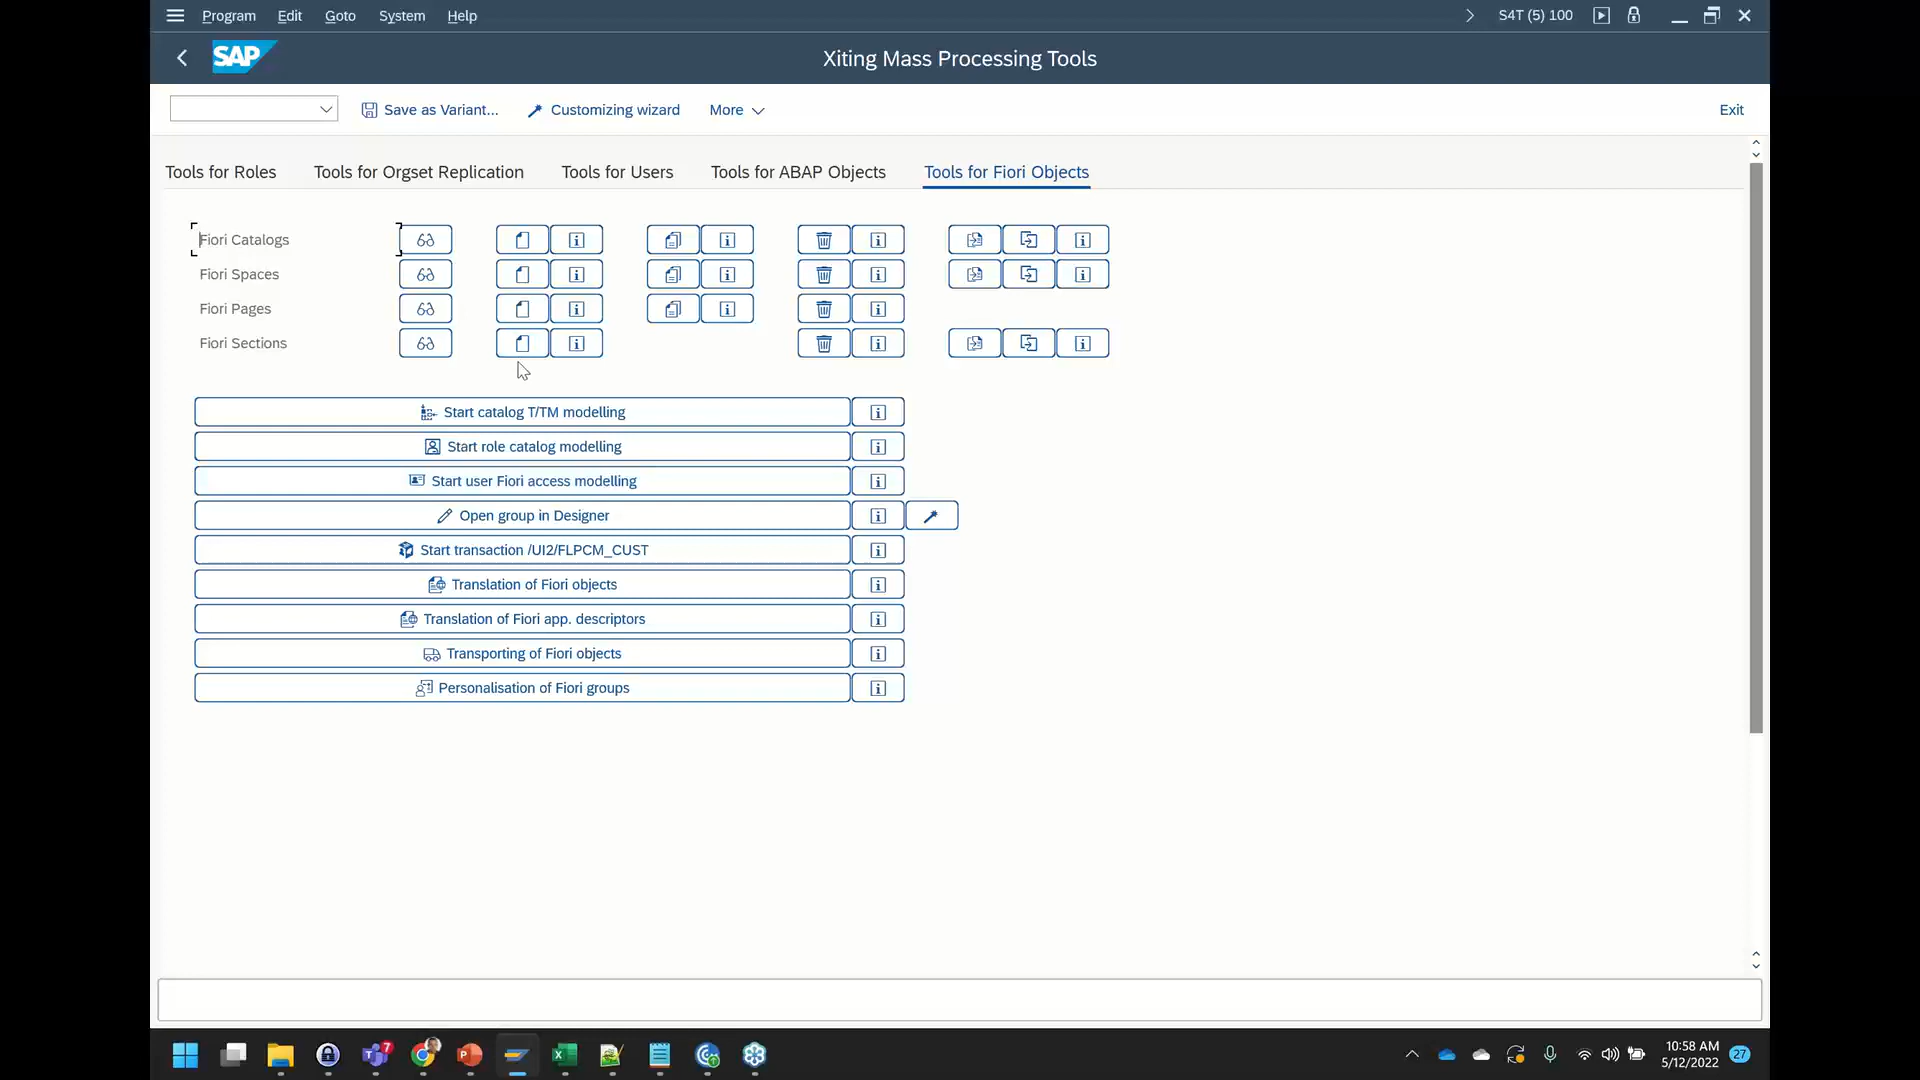 Program Edit Goto System Help S4T (5) 100
SAP Xiting Mass Processing Tools
Save as Variant... Customizing wizard More Exit
Tools for Roles Tools for Orgset Replication Tools for Users Tools for ABAP Objects Tools for Fiori Objects
Fiori Catalogs
Fiori Spaces
Fiori Pages
Fiori Sections
Start catalog T/TM modelling
Start role catalog modelling
Start user Fiori access modelling
Open group in Designer
Start transaction /UI2/FLPCM_CUST
Translation of Fiori objects
Translation of Fiori app. descriptors
Transporting of Fiori objects
Personalisation of Fiori groups
7
10:58 AM
5/12/2022
27